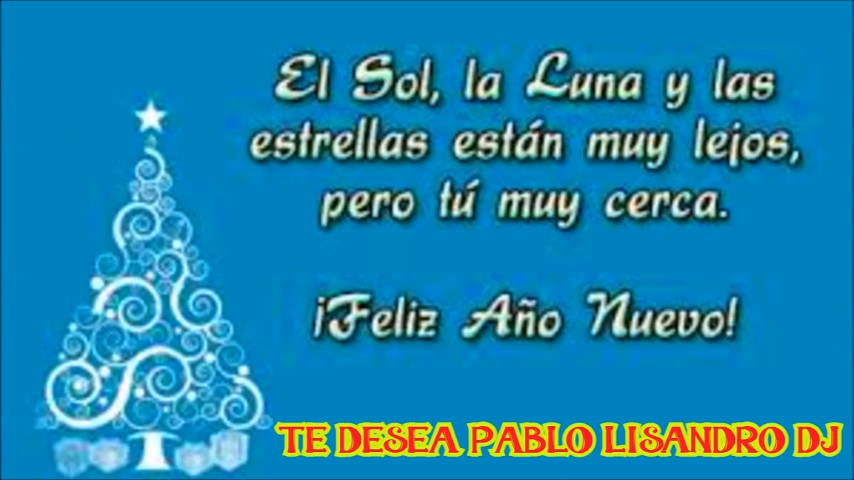 El Sol, la Luna y las
estrellas están muy lejos,
pero tú muy cerca.
¡Feliz Año Nuevo!
TE DESEA PABLO LISANDRO DJ